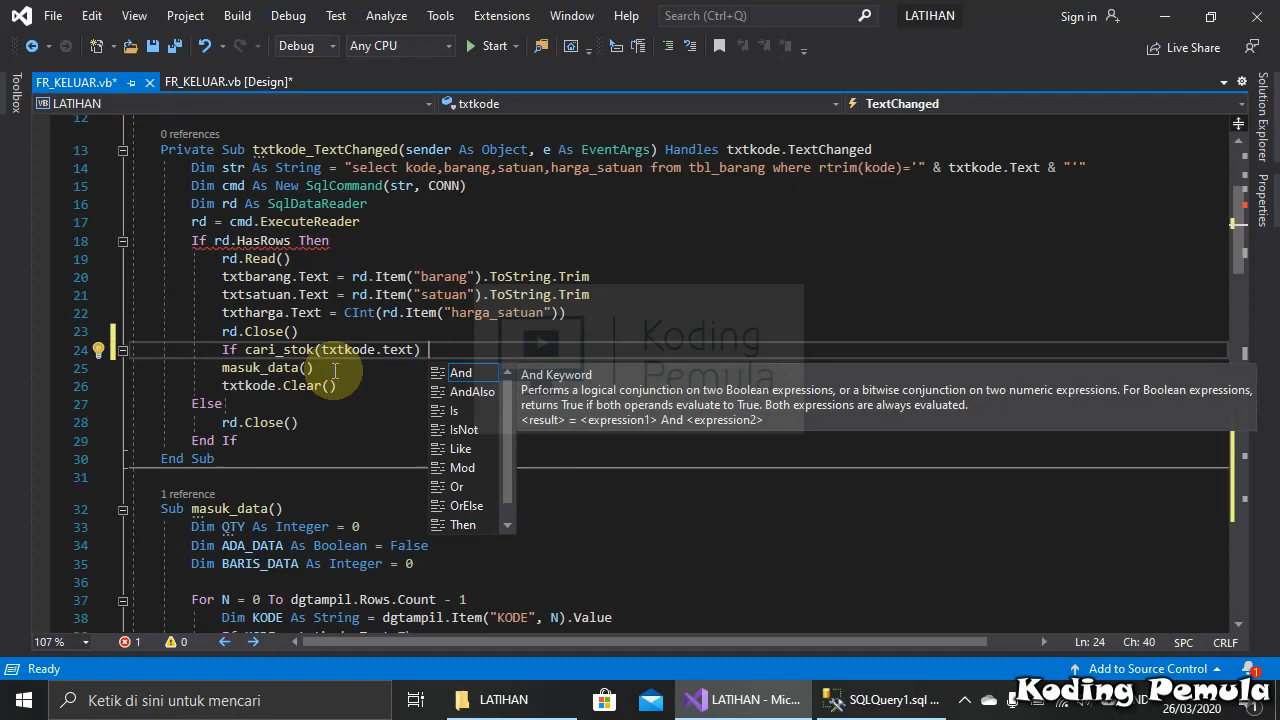 File Edit View Project Build Debug Test Analyze Tools Extensions Window Help Search (Ctrl+Q) LATIHAN Sign in
Debug Any CPU Start Live Share
FR_KELUAR.vb* FR_KELUAR.vb [Design]*
LATIHAN txtkode TextChanged
Toolbox
Solution Explorer
Properties
12
0 references
13 Private Sub txtkode_TextChanged(sender As Object, e As EventArgs) Handles txtkode.TextChanged
14 Dim str As String = "select kode,barang,satuan,harga_satuan from tbl_barang where rtrim(kode)='" & txtkode.Text & "'"
15 Dim cmd As New SqlCommand(str, CONN)
16 Dim rd As SqlDataReader
17 rd = cmd.ExecuteReader
18 If rd.HasRows Then
19 rd.Read()
20 txtbarang.Text = rd.Item("barang").ToString.Trim
21 txtsatuan.Text = rd.Item("satuan").ToString.Trim
22 txtharga.Text = CInt(rd.Item("harga_satuan"))
23 rd.Close()
24 If cari_stok(txtkode.text)
25 masuk_data()
26 txtkode.Clear()
27 Else
28 rd.Close()
29 End If
30 End Sub
31
1 reference
32 Sub masuk_data()
33 Dim QTY As Integer = 0
34 Dim ADA_DATA As Boolean = False
35 Dim BARIS_DATA As Integer = 0
36
37 For N = 0 To dgtampil.Rows.Count - 1
38 Dim KODE As String = dgtampil.Item("KODE", N).Value
And
AndAlso
Is
IsNot
Like
Mod
Or
OrElse
Then
And Keyword
Performs a logical conjunction on two Boolean expressions, or a bitwise conjunction on two numeric expressions. For Boolean expressions,
returns True if both operands evaluate to True. Both expressions are always evaluated.
<result> = <expression1> And <expression2>
Koding
Pemula
107 % 1 0 Ln: 24 Ch: 40 SPC CRLF
Ready Add to Source Control 1
Koding Pemula
Ketik di sini untuk mencari LATIHAN LATIHAN - Mic... SQLQuery1.sql ...
26/03/2020 1